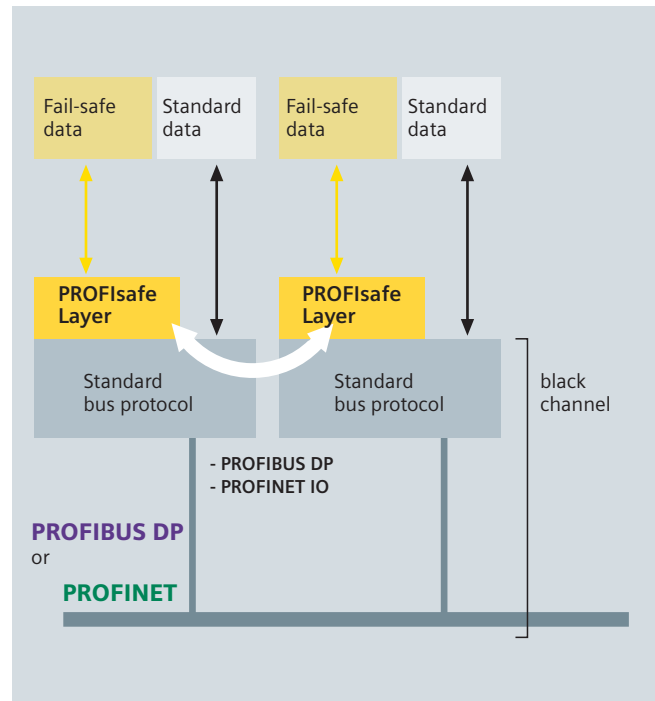 Fail-safe
data
Standard
data
Fail-safe
data
Standard
data
PROFIsafe
Layer
PROFIsafe
Layer
Standard
bus protocol
Standard
bus protocol
black
channel
- PROFIBUS DP
- PROFINET IO
PROFIBUS DP
or
PROFINET